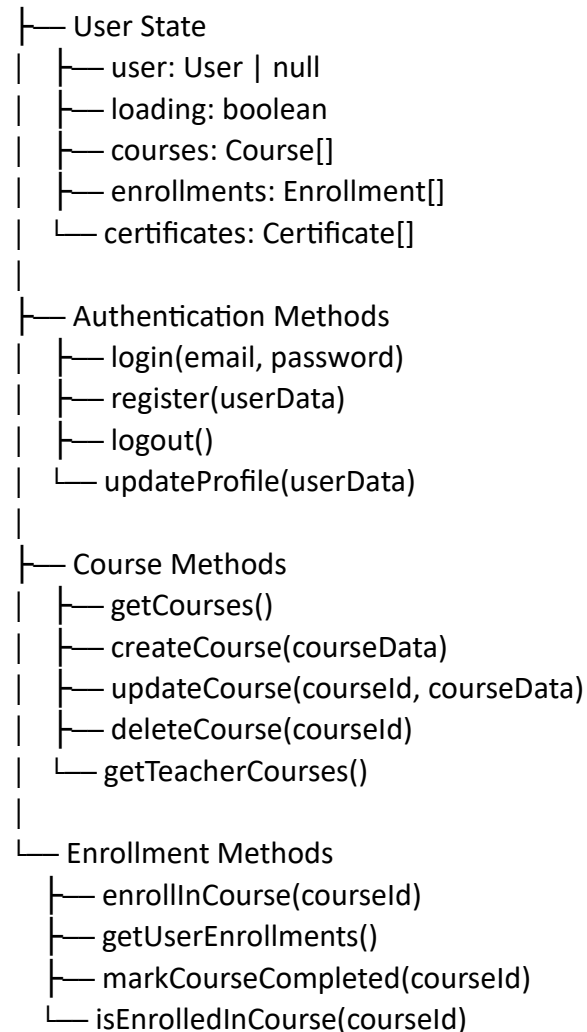 ├── User State
│ ├── user: User | null
│ ├── loading: boolean
│ ├── courses: Course[]
│ ├── enrollments: Enrollment[]
│ └── certificates: Certificate[]
│
├── Authentication Methods
│ ├── login(email, password)
│ ├── register(userData)
│ ├── logout()
│ └── updateProfile(userData)
│
├── Course Methods
│ ├── getCourses()
│ ├── createCourse(courseData)
│ ├── updateCourse(courseId, courseData)
│ ├── deleteCourse(courseId)
│ └── getTeacherCourses()
│
└── Enrollment Methods
├── enrollInCourse(courseId)
├── getUserEnrollments()
├── markCourseCompleted(courseId)
└── isEnrolledInCourse(courseId)